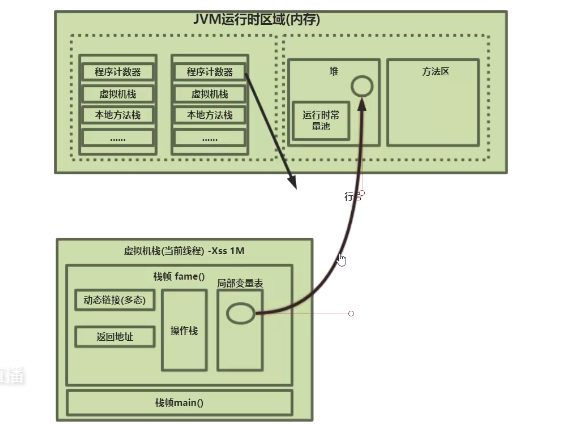 JVM运行时区域(内存)
程序计数器
虚拟机栈
本地方法栈
......
程序计数器
虚拟机栈
本地方法栈
......
堆
运行时常
量池
方法区
虚拟机栈(当前线程) -Xss 1M
栈帧 fame()
动态链接(多态)
返回地址
操作栈
局部变量表
栈帧main()